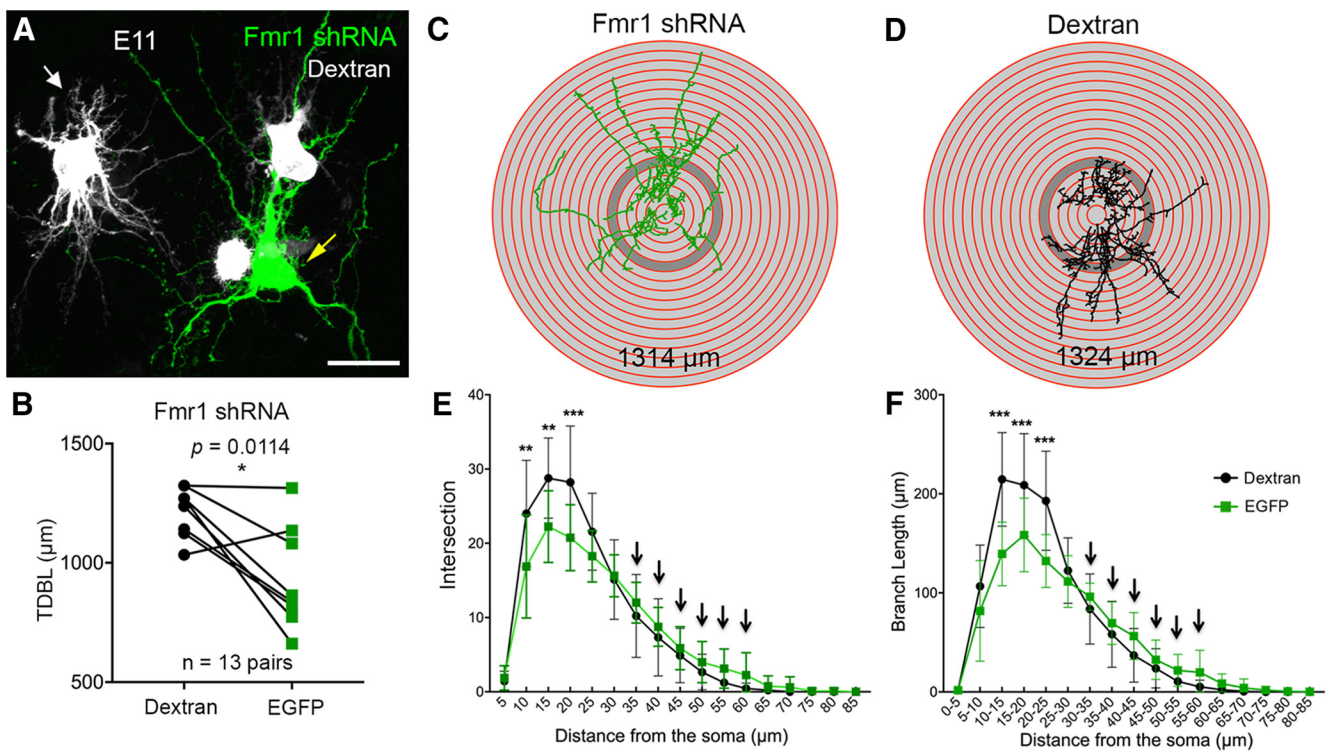 A
E11
Fmr1 shRNA
Dextran
B
Fmr1 shRNA
p = 0.0114
*
1500
1000
500
TDBL (µm)
n = 13 pairs
Dextran EGFP
C
Fmr1 shRNA
1314 µm
D
Dextran
1324 µm
E
40
30
20
10
0
Intersection
** ** ***
5 10 15 20 25 30 35 40 45 50 55 60 65 70 75 80 85
Distance from the soma (µm)
F
300
200
100
0
Branch Length (µm)
*** *** ***
Dextran
EGFP
0-5 5-10 10-15 15-20 20-25 25-30 30-35 35-40 40-45 45-50 50-55 55-60 60-65 65-70 70-75 75-80 80-85
Distance from the soma (µm)